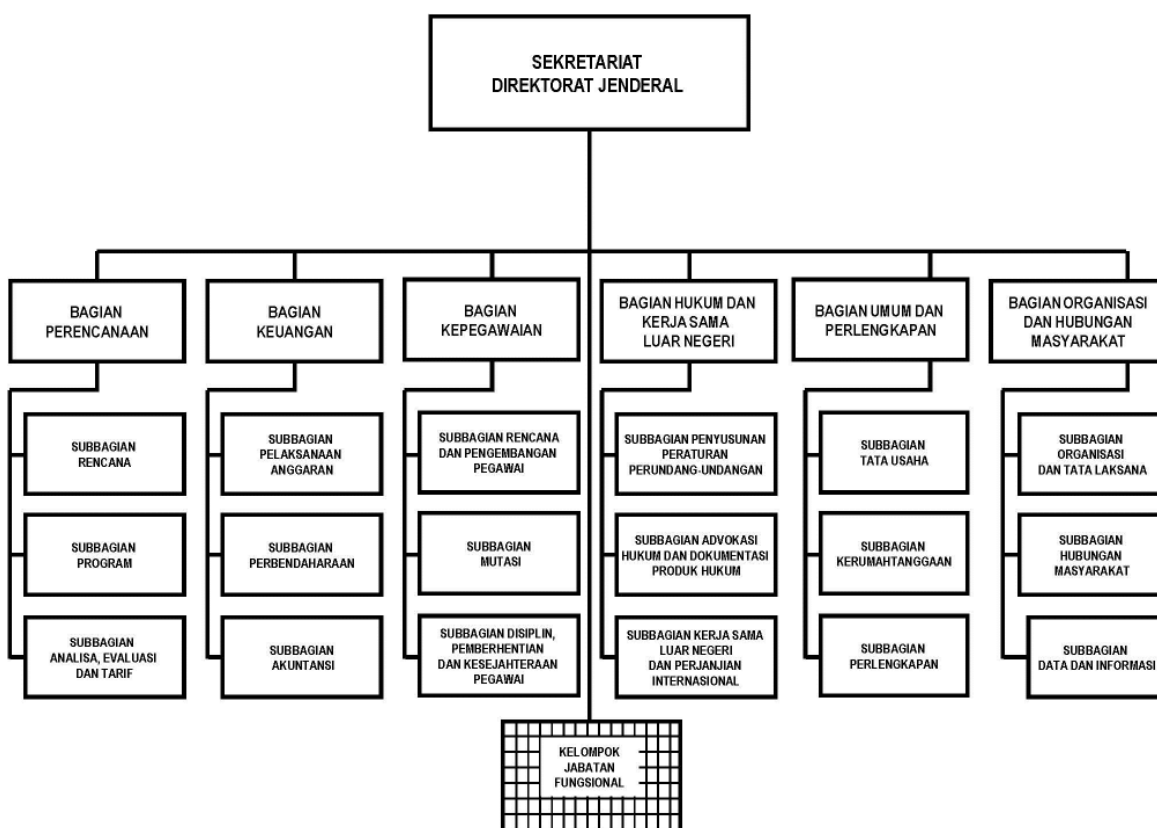 SEKRETARIAT
DIREKTORAT JENDERAL
BAGIAN
PERENCANAAN
BAGIAN
KEUANGAN
BAGIAN
KEPEGAWAIAN
BAGIAN HUKUM DAN
KERJA SAMA
LUAR NEGERI
BAGIAN UMUM DAN
PERLENGKAPAN
BAGIAN ORGANISASI
DAN HUBUNGAN
MASYARAKAT
SUBBAGIAN
RENCANA
SUBBAGIAN
PELAKSANAAN
ANGGARAN
SUBBAGIAN RENCANA
DAN PENGEMBANGAN
PEGAWAI
SUBBAGIAN PENYUSUNAN
PERATURAN
PERUNDANG-UNDANGAN
SUBBAGIAN
TATA USAHA
SUBBAGIAN
ORGANISASI
DAN TATA LAKSANA
SUBBAGIAN
PROGRAM
SUBBAGIAN
PERBENDAHARAAN
SUBBAGIAN
MUTASI
SUBBAGIAN ADVOKASI
HUKUM DAN DOKUMENTASI
PRODUK HUKUM
SUBBAGIAN
KERUMAHTANGGAAN
SUBBAGIAN
HUBUNGAN
MASYARAKAT
SUBBAGIAN
ANALISA, EVALUASI
DAN TARIF
SUBBAGIAN
AKUNTANSI
SUBBAGIAN DISIPLIN,
PEMBERHENTIAN
DAN KESEJAHTERAAN
PEGAWAI
SUBBAGIAN KERJA SAMA
LUAR NEGERI
DAN PERJANJIAN
INTERNASIONAL
SUBBAGIAN
PERLENGKAPAN
SUBBAGIAN
DATA DAN INFORMASI
KELOMPOK
JABATAN
FUNGSIONAL